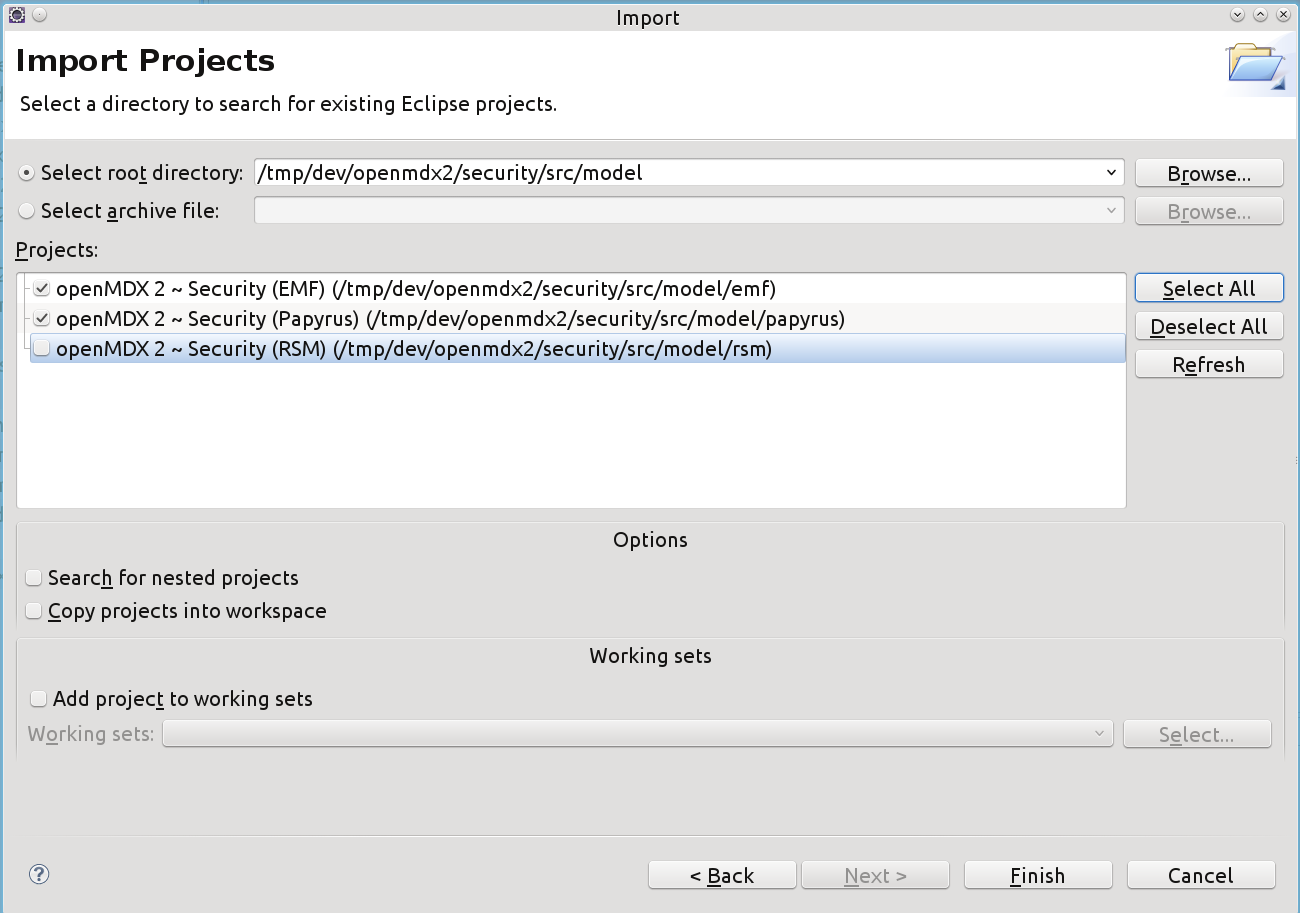 Import
Import Projects
Select a directory to search for existing Eclipse projects.
Select root directory: /tmp/dev/openmdx2/security/src/model Browse...
Select archive file: Browse...
Projects:
openMDX 2 ~ Security (EMF) (/tmp/dev/openmdx2/security/src/model/emf) Select All
openMDX 2 ~ Security (Papyrus) (/tmp/dev/openmdx2/security/src/model/papyrus) Deselect All
openMDX 2 ~ Security (RSM) (/tmp/dev/openmdx2/security/src/model/rsm) Refresh
Options
Search for nested projects
Copy projects into workspace
Working sets
Add project to working sets
Working sets: Select...
? < Back Next > Finish Cancel